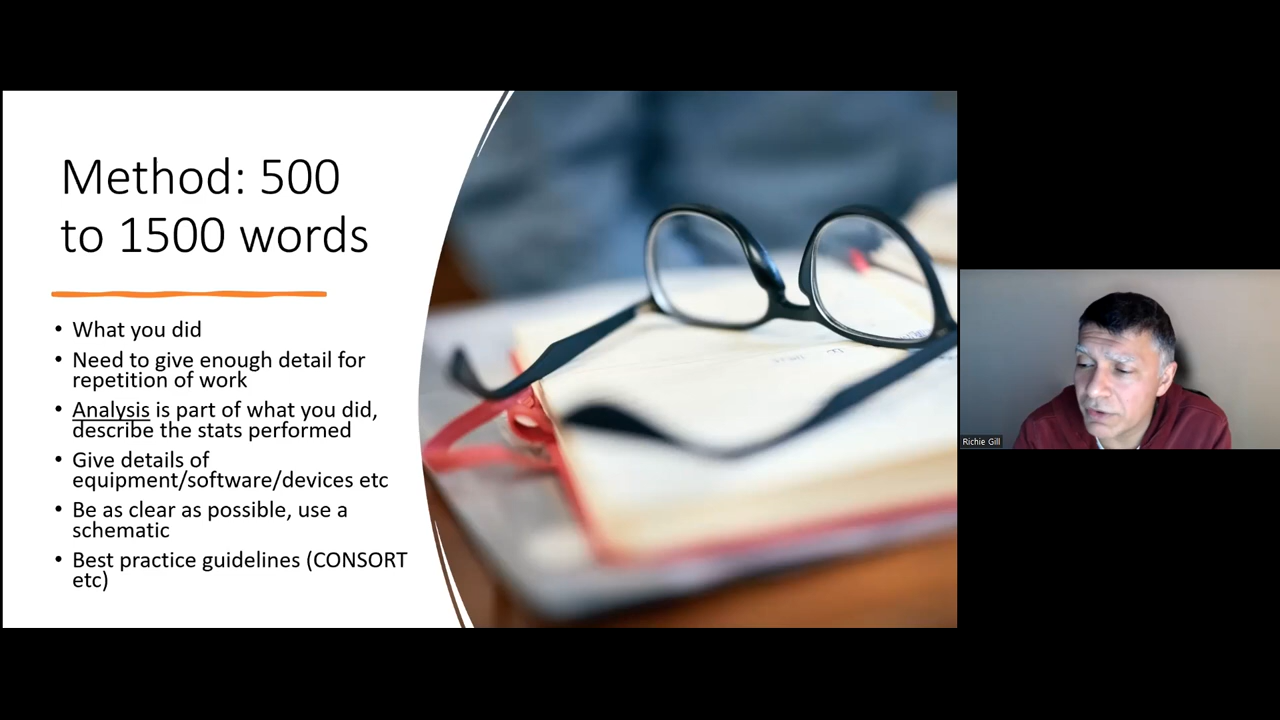 Method: 500
to 1500 words
• What you did
• Need to give enough detail for
repetition of work
• Analysis is part of what you did,
describe the stats performed
• Give details of
equipment/software/devices etc
• Be as clear as possible, use a
schematic
• Best practice guidelines (CONSORT
etc)
Richie Gill